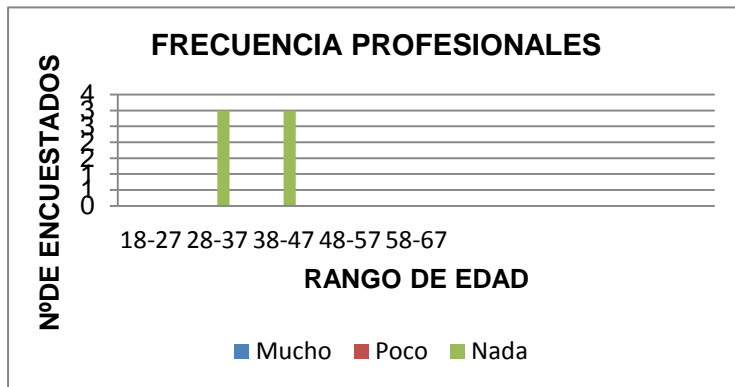 FRECUENCIA PROFESIONALES
NºDE ENCUESTADOS
4
3
3
2
2
1
1
0
18-27 28-37 38-47 48-57 58-67
RANGO DE EDAD
Mucho Poco Nada